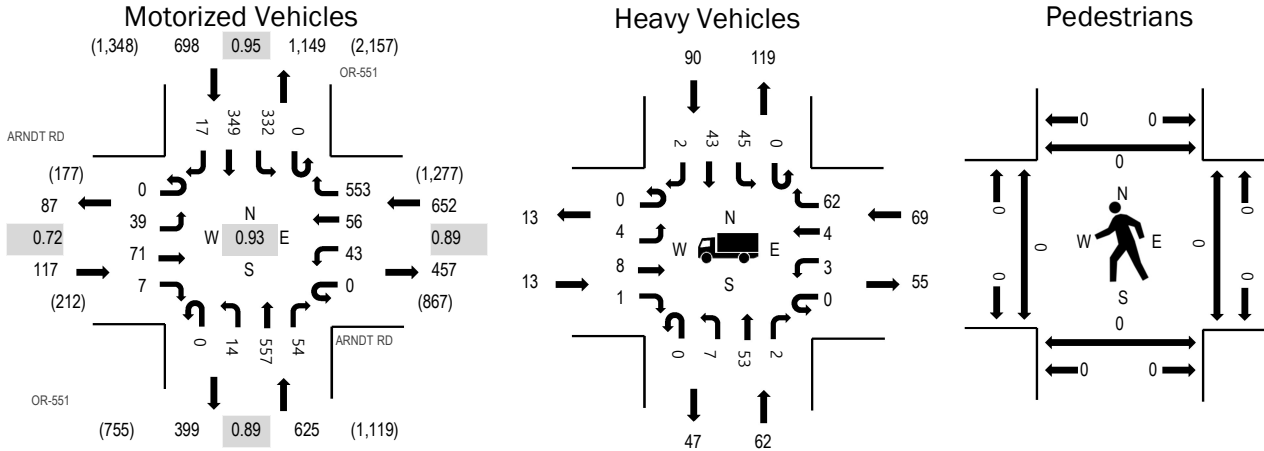 Motorized Vehicles
(1,348) 698 0.95 1,149 (2,157)
OR-551
17 349 332 0
ARNDT RD
(177)
87
0.72
117
(212)
0
39
71
7
N
W 0.93 E
S
553
56
43
0
(1,277)
652
0.89
457
(867)
0 14 557 54
ARNDT RD
OR-551
(755) 399 0.89 625 (1,119)
Heavy Vehicles
90 119
2 43 45 0
13
13
0
4
8
1
N
W E
S
62
4
3
0
69
55
0 7 53 2
47 62
Pedestrians
0 0
0
0 0 0 0
N
W E
S
0 0
0
0 0